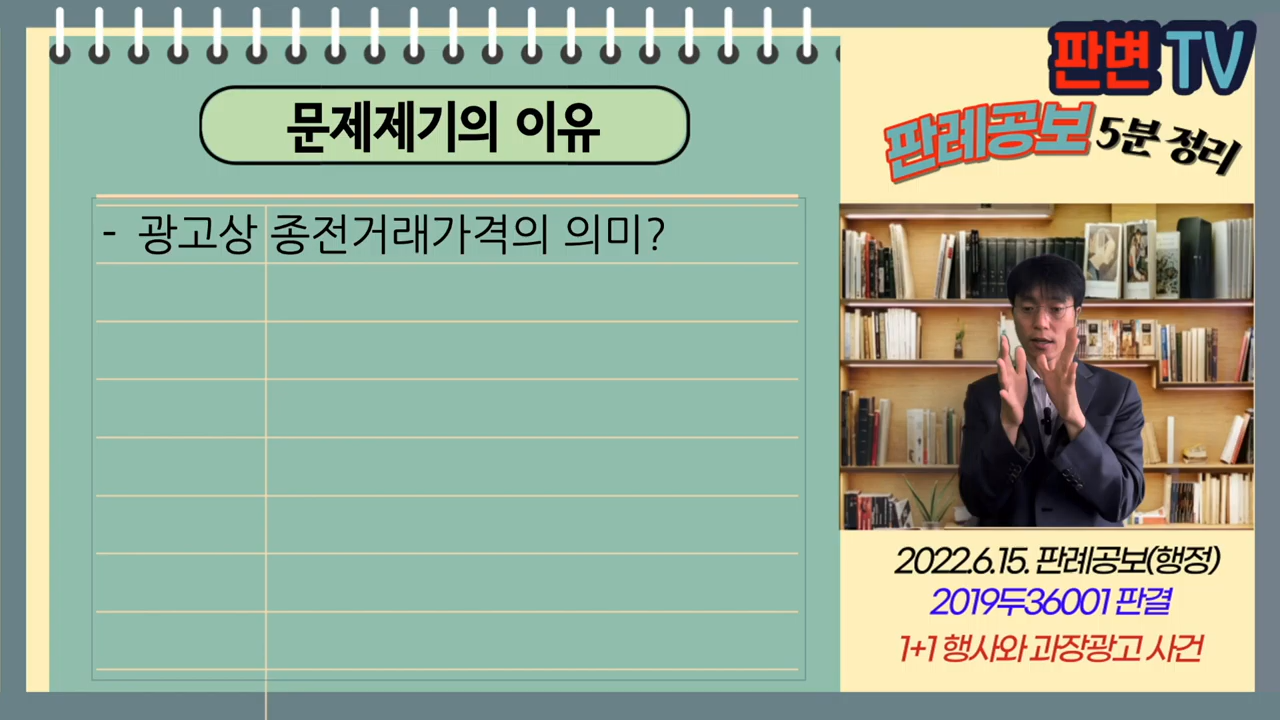 문제제기의 이유
- 광고상 종전거래가격의 의미?
판변 TV
판례공보 5분 정리
2022.6.15. 판례공보(행정)
2019두36001 판결
1+1 행사와 과장광고 사건